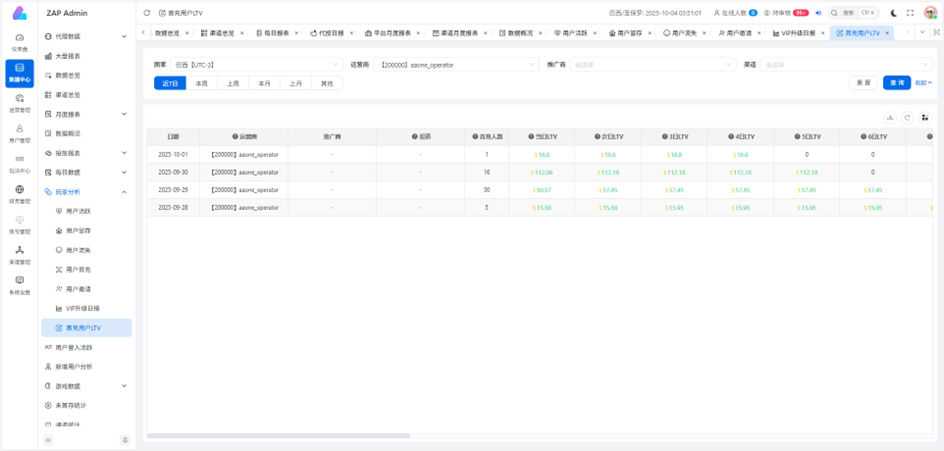 ZAP Admin
首充用户LTV
巴西/圣保罗: 2025-10-04 03:51:01
在线人数 0
待审核 99+
搜索 Ctrl K
仪表盘
数据中心
运营管理
用户管理
玩法中心
财务管理
账号管理
渠道管理
系统设置
代理数据
大盘报表
数据总览
渠道总览
月度报表
数据概况
投放报表
每日数据
玩家分析
用户活跃
用户留存
用户流失
用户首充
用户邀请
VIP升级日报
首充用户LTV
用户登入活跃
新增用户分析
游戏数据
未首存统计
数据总览 × 渠道总览 × 每日报表 × 代投日报 × 平台月度报表 × 渠道月度报表 × 数据概况 × 用户活跃 × 用户留存 × 用户流失 × 用户邀请 × VIP升级日报 × 首充用户LTV ×
国家 巴西【UTC-3】 运营商 【200000】aaone_operator 推广商 请选择 渠道 请选择
近7日 本周 上周 本月 上月 其他 重置 查询 收起
日期 运营商 推广商 渠道 首充人数 当日LTV 次日LTV 3日LTV 4日LTV 5日LTV 6日LTV
2025-10-01 【200000】aaone_operator - - 1 $ 18.8 $ 18.8 $ 18.8 $ 18.8 0 0
2025-09-30 【200000】aaone_operator - - 16 $ 112.06 $ 112.18 $ 112.18 $ 112.18 $ 112.18 0
2025-09-29 【200000】aaone_operator - - 30 $ 50.57 $ 57.45 $ 57.45 $ 57.45 $ 57.45 $ 57.45
2025-09-28 【200000】aaone_operator - - 5 $ 15.58 $ 15.58 $ 15.95 $ 15.95 $ 15.95 $ 15.95